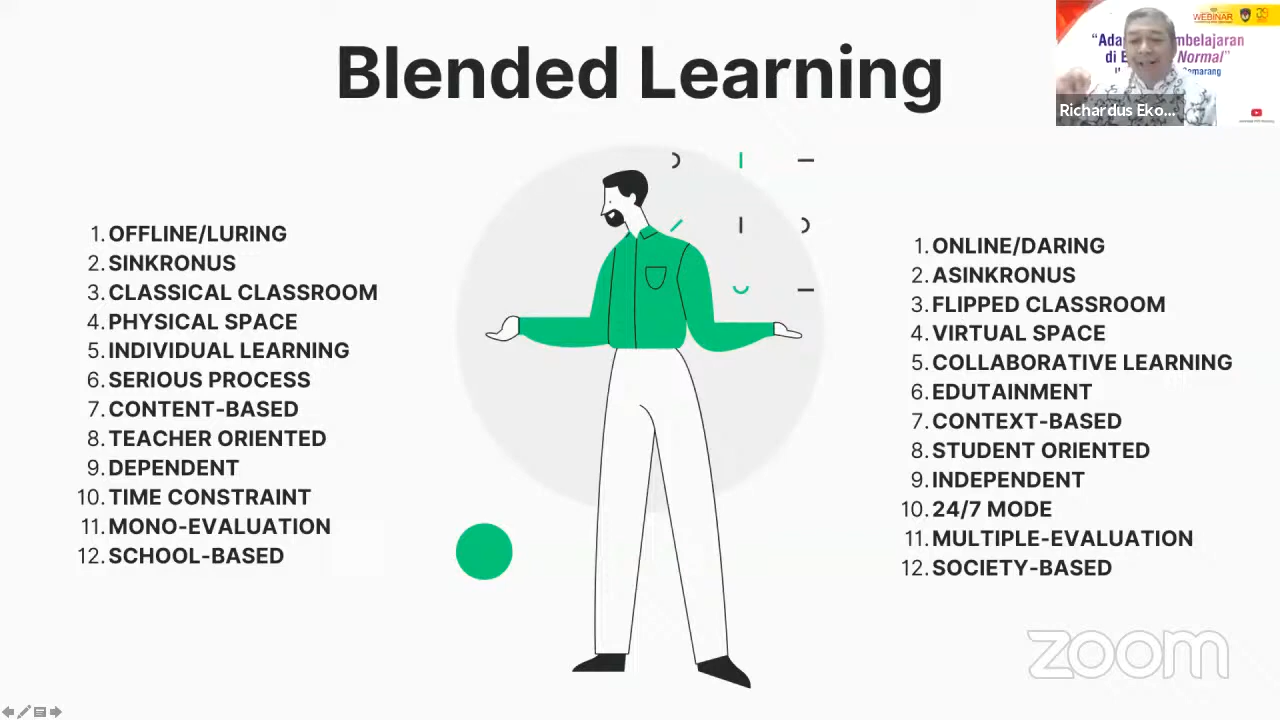 Blended Learning
1. OFFLINE/LURING
2. SINKRONUS
3. CLASSICAL CLASSROOM
4. PHYSICAL SPACE
5. INDIVIDUAL LEARNING
6. SERIOUS PROCESS
7. CONTENT-BASED
8. TEACHER ORIENTED
9. DEPENDENT
10. TIME CONSTRAINT
11. MONO-EVALUATION
12. SCHOOL-BASED
1. ONLINE/DARING
2. ASINKRONUS
3. FLIPPED CLASSROOM
4. VIRTUAL SPACE
5. COLLABORATIVE LEARNING
6. EDUTAINMENT
7. CONTEXT-BASED
8. STUDENT ORIENTED
9. INDEPENDENT
10. 24/7 MODE
11. MULTIPLE-EVALUATION
12. SOCIETY-BASED
WEBINAR
di
Normal”
Richardus Eko...
zoom